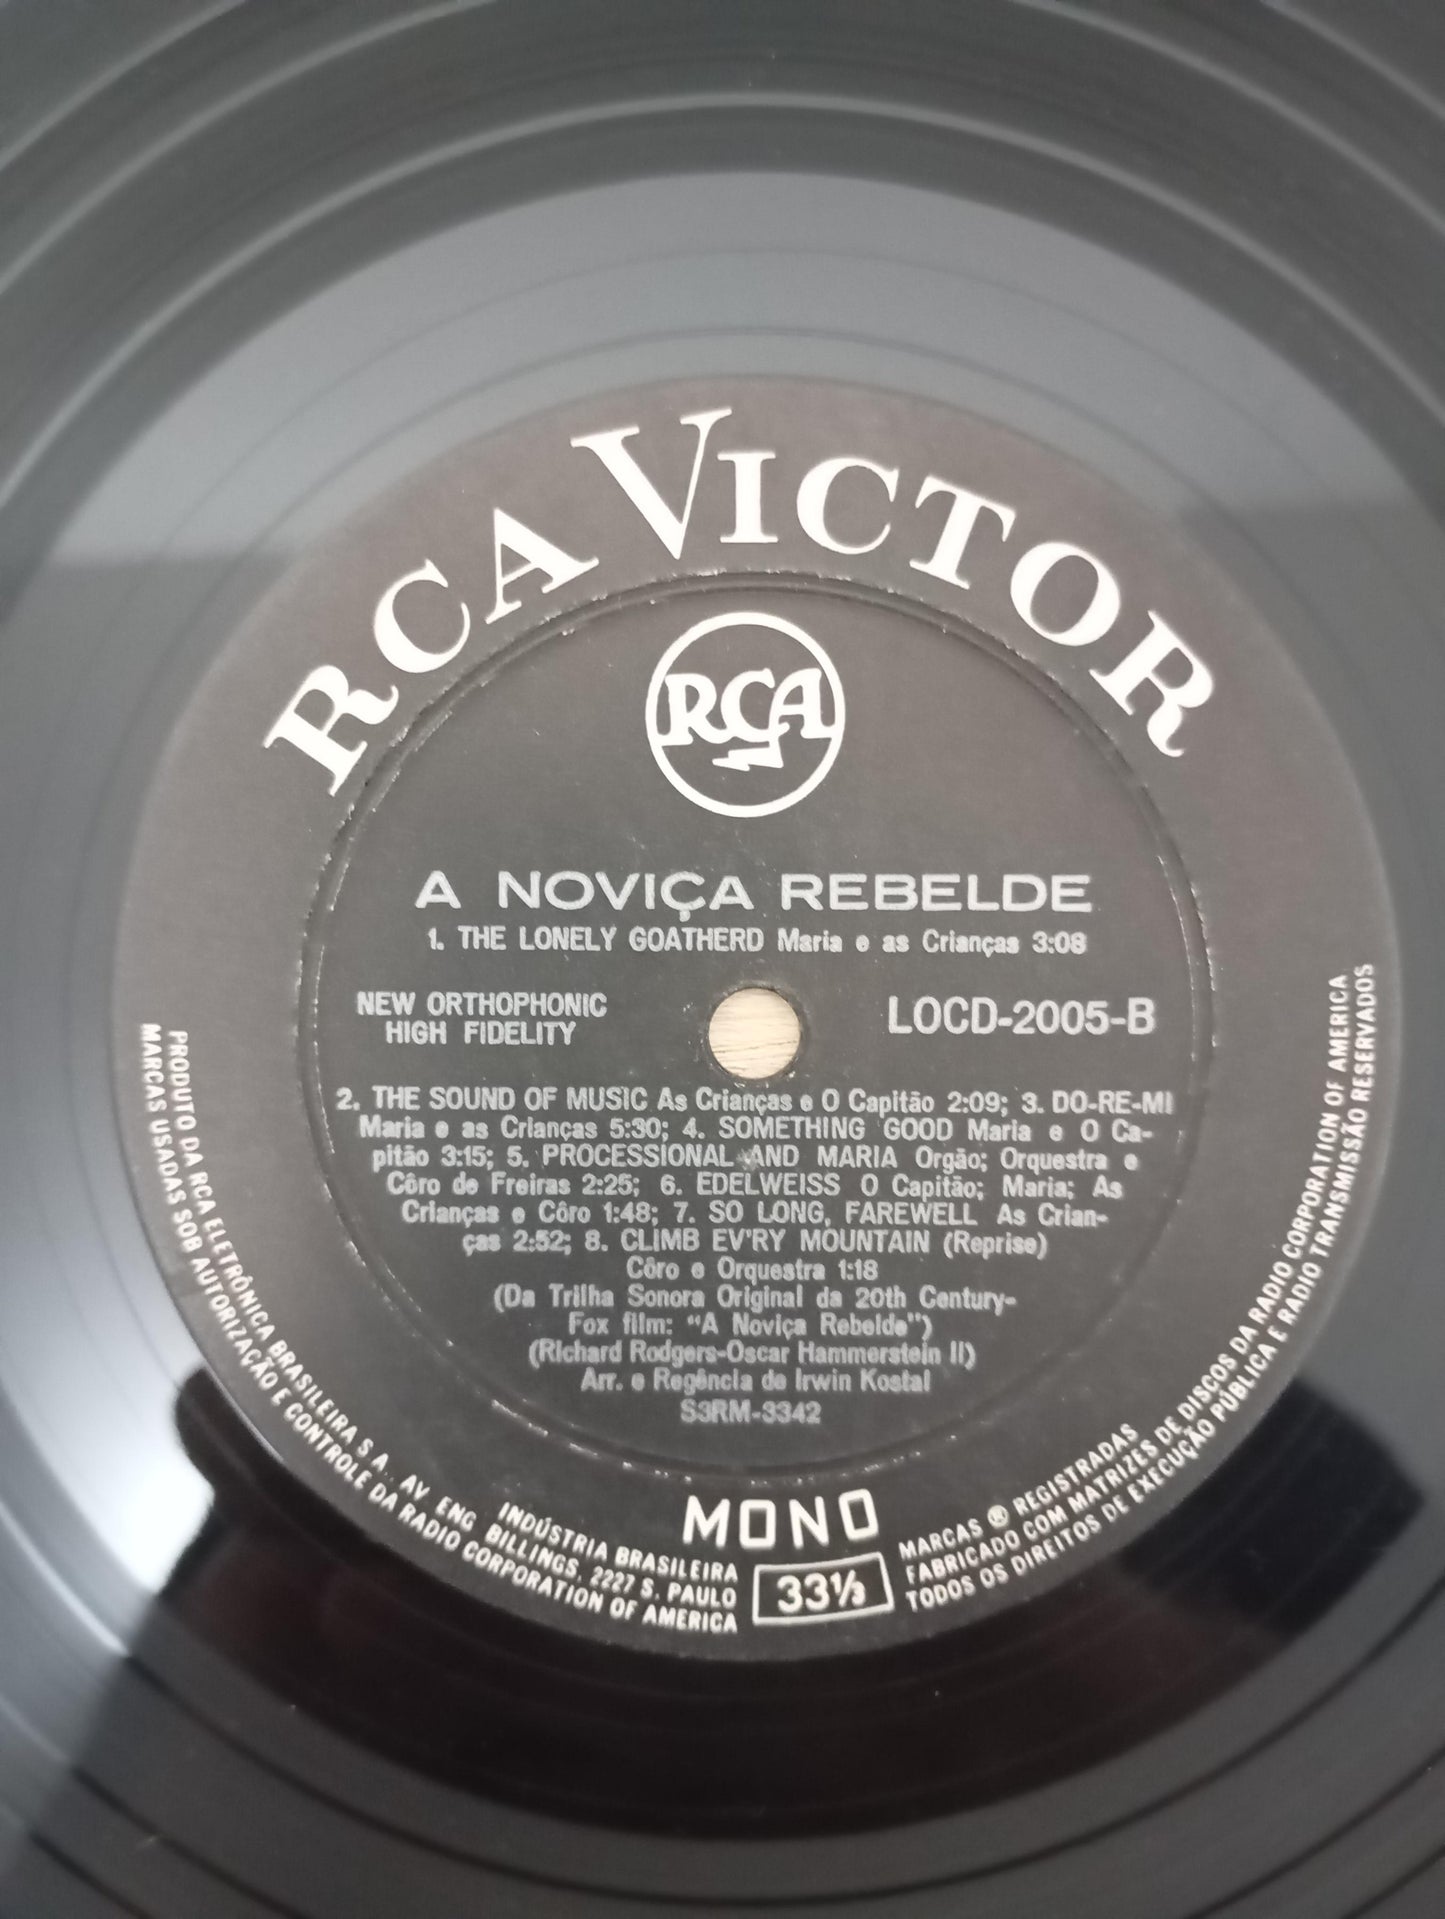 RCA VICTOR
RCA
A NOVIÇA REBELDE
1. THE LONELY GOATHERD Maria e as Crianças 3:08
NEW ORTHOPHONIC
HIGH FIDELITY
LOCD-2005-B
2. THE SOUND OF MUSIC As Crianças e O Capitão 2:09; 3. DO-RE-MI
Maria e as Crianças 5:30; 4. SOMETHING GOOD Maria e O Ca-
pitão 3:15; 5. PROCESSIONAL AND MARIA Orgão; Orquestra e
Côro de Freiras 2:25; 6. EDELWEISS O Capitão; Maria; As
Crianças e Côro 1:48; 7. SO LONG, FAREWELL As Crian-
ças 2:52; 8. CLIMB EV'RY MOUNTAIN (Reprise)
Côro e Orquestra 1:18
(Da Trilha Sonora Original da 20th Century-
Fox film: "A Noviça Rebelde")
(Richard Rodgers-Oscar Hammerstein II)
Arr. e Regência de Irwin Kostal
S3RM-3342
MONO
33⅓
INDÚSTRIA BRASILEIRA
PRODUTO DA RCA ELETRÔNICA BRASILEIRA S A. AV. ENG. BILLINGS, 2227 S. PAULO
MARCAS USADAS SOB AUTORIZAÇÃO E CONTROLE DA RADIO CORPORATION OF AMERICA
MARCAS ® REGISTRADAS
FABRICADO COM MATRIZES DE DISCOS DA RADIO CORPORATION OF AMERICA
TODOS OS DIREITOS DE EXECUÇÃO PÚBLICA E RADIO TRANSMISSÃO RESERVADOS